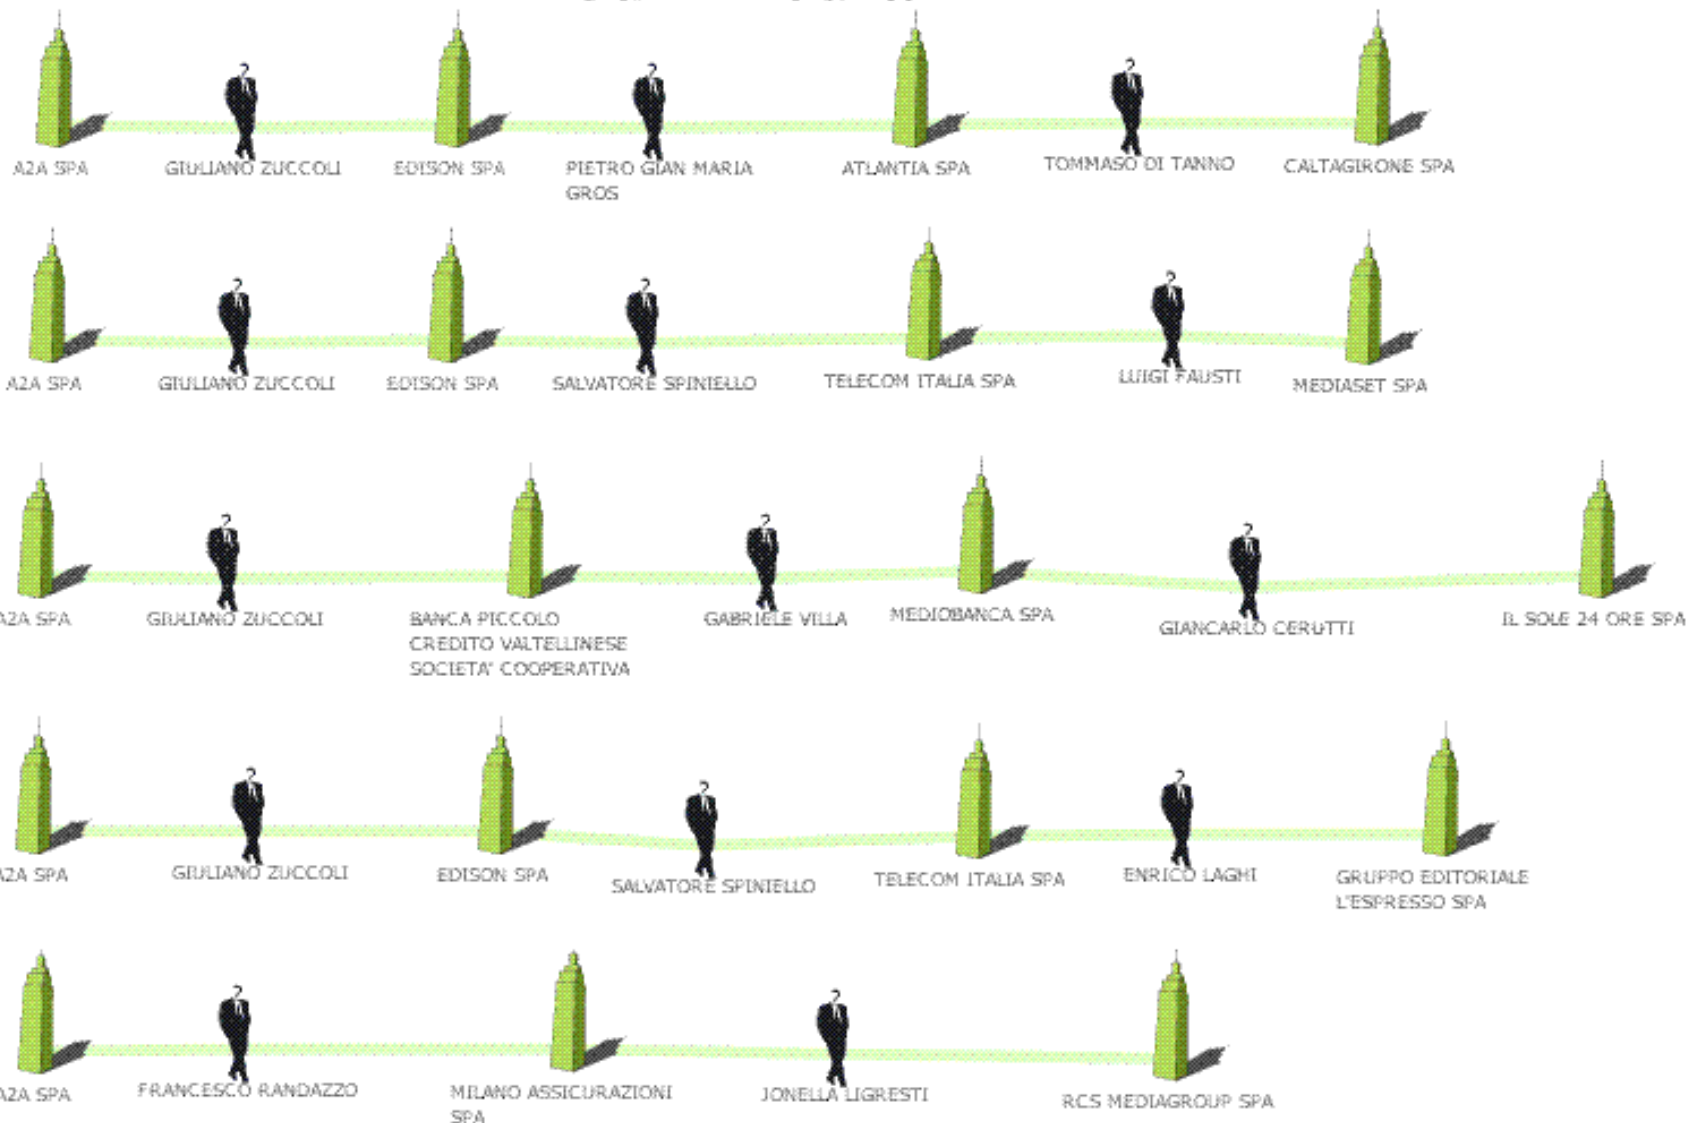 A2A SPA
GIULIANO ZUCCOLI
EDISON SPA
PIETRO GIAN MARIA
GROS
ATLANTIA SPA
TOMMASO DI TANNO
CALTAGIRONE SPA
A2A SPA
GIULIANO ZUCCOLI
EDISON SPA
SALVATORE SPINIELLO
TELECOM ITALIA SPA
LUIGI FAUSTI
MEDIASET SPA
A2A SPA
GIULIANO ZUCCOLI
BANCA PICCOLO
CREDITO VALTELLINESE
SOCIETA' COOPERATIVA
GABRIELE VILLA
MEDIOBANCA SPA
GIANCARLO CERUTTI
IL SOLE 24 ORE SPA
A2A SPA
GIULIANO ZUCCOLI
EDISON SPA
SALVATORE SPINIELLO
TELECOM ITALIA SPA
ENRICO LAGHI
GRUPPO EDITORIALE
L'ESPRESSO SPA
A2A SPA
FRANCESCO RANDAZZO
MILANO ASSICURAZIONI
SPA
JONELLA LIGRESTI
RCS MEDIAGROUP SPA